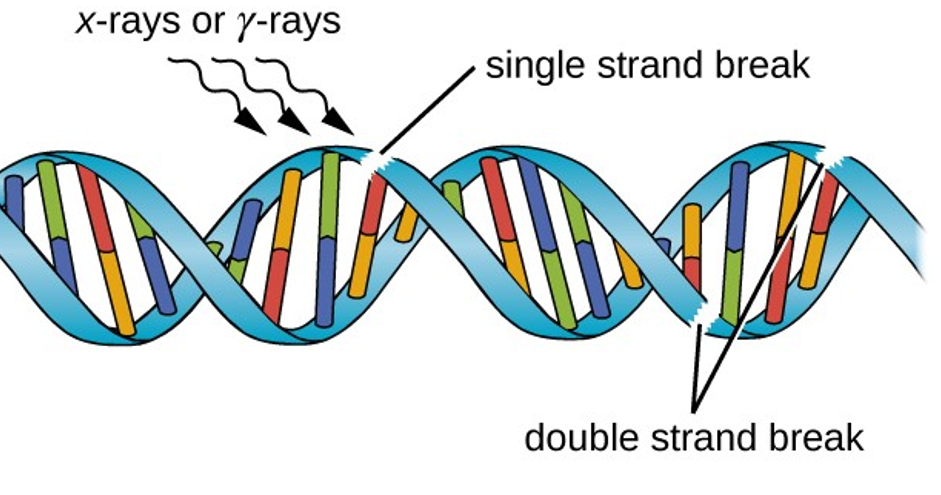 x-rays or γ-rays
single strand break
double strand break